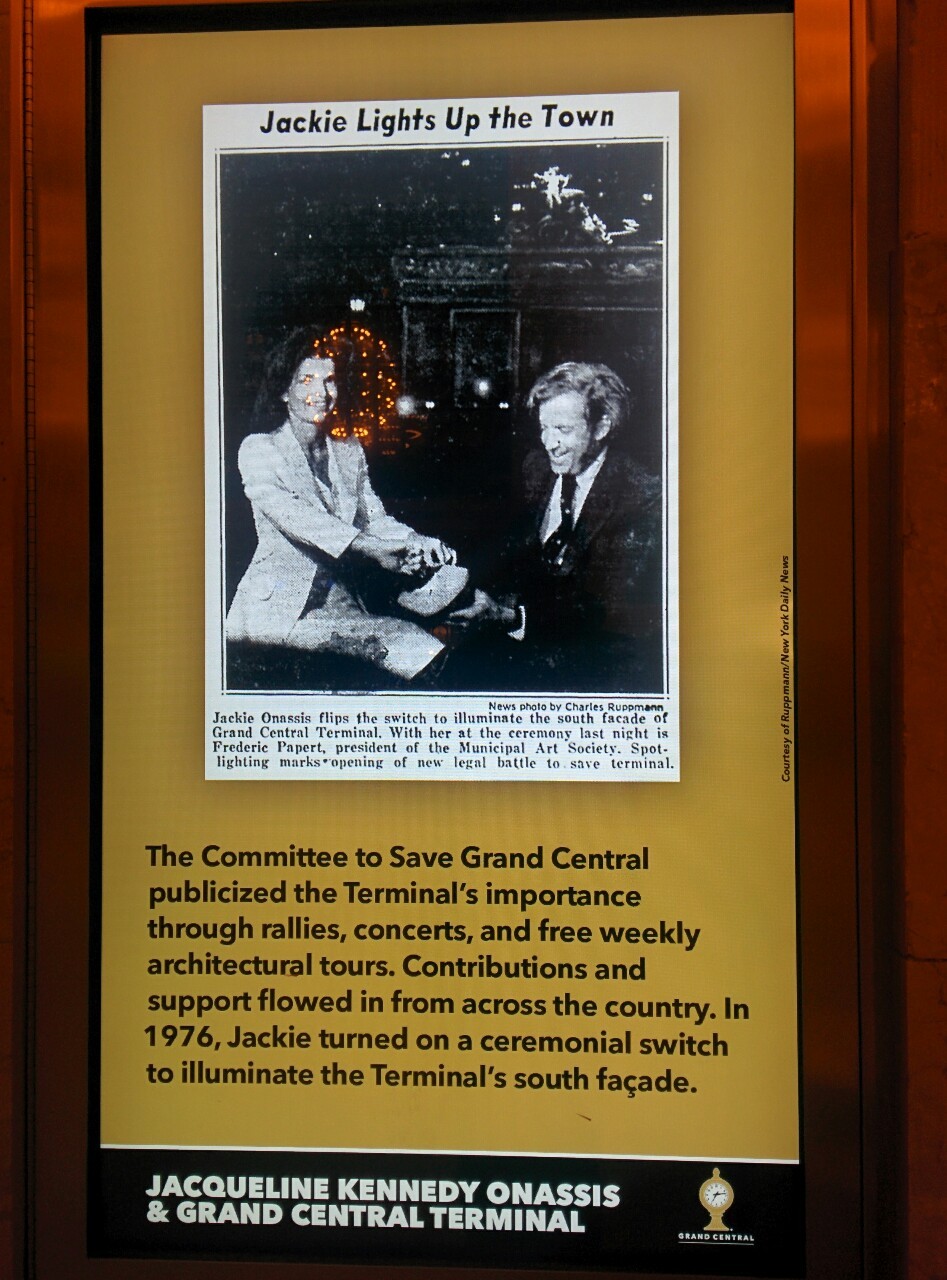 Jackie Lights Up the Town
News photo by Charles Ruppmann
Jackie Onassis flips the switch to illuminate the south facade of
Grand Central Terminal. With her at the ceremony last night is
Frederic Papert, president of the Municipal Art Society. Spot-
lighting marks opening of new legal battle to save terminal.
Courtesy of Ruppmann/New York Daily News
The Committee to Save Grand Central
publicized the Terminal's importance
through rallies, concerts, and free weekly
architectural tours. Contributions and
support flowed in from across the country. In
1976, Jackie turned on a ceremonial switch
to illuminate the Terminal's south façade.
JACQUELINE KENNEDY ONASSIS
& GRAND CENTRAL TERMINAL
GRAND CENTRAL